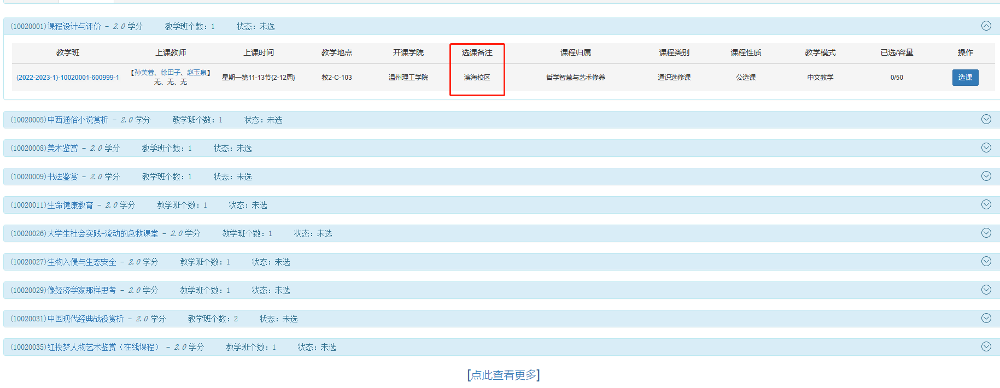 (10020001)课程设计与评价 - 2.0 学分 教学班个数：1 状态：未选
教学班 上课教师 上课时间 教学地点 开课学院 选课备注 课程归属 课程类别 课程性质 教学模式 已选/容量 操作
(2022-2023-1)-10020001-600999-1 【孙芙蓉、徐田子、赵玉泉】 星期一第11-13节{2-12周} 教2-C-103 温州理工学院 滨海校区 哲学智慧与艺术修养 通识选修课 公选课 中文教学 0/50 选课
无、无、无
(10020005)中西通俗小说赏析 - 2.0 学分 教学班个数：1 状态：未选
(10020008)美术鉴赏 - 2.0 学分 教学班个数：1 状态：未选
(10020009)书法鉴赏 - 2.0 学分 教学班个数：1 状态：未选
(10020011)生命健康教育 - 2.0 学分 教学班个数：1 状态：未选
(10020026)大学生社会实践-流动的急救课堂 - 2.0 学分 教学班个数：1 状态：未选
(10020027)生物入侵与生态安全 - 2.0 学分 教学班个数：1 状态：未选
(10020029)像经济学家那样思考 - 2.0 学分 教学班个数：1 状态：未选
(10020031)中国现代经典战役赏析 - 2.0 学分 教学班个数：2 状态：未选
(10020035)红楼梦人物艺术鉴赏（在线课程） - 2.0 学分 教学班个数：1 状态：未选
[点此查看更多]